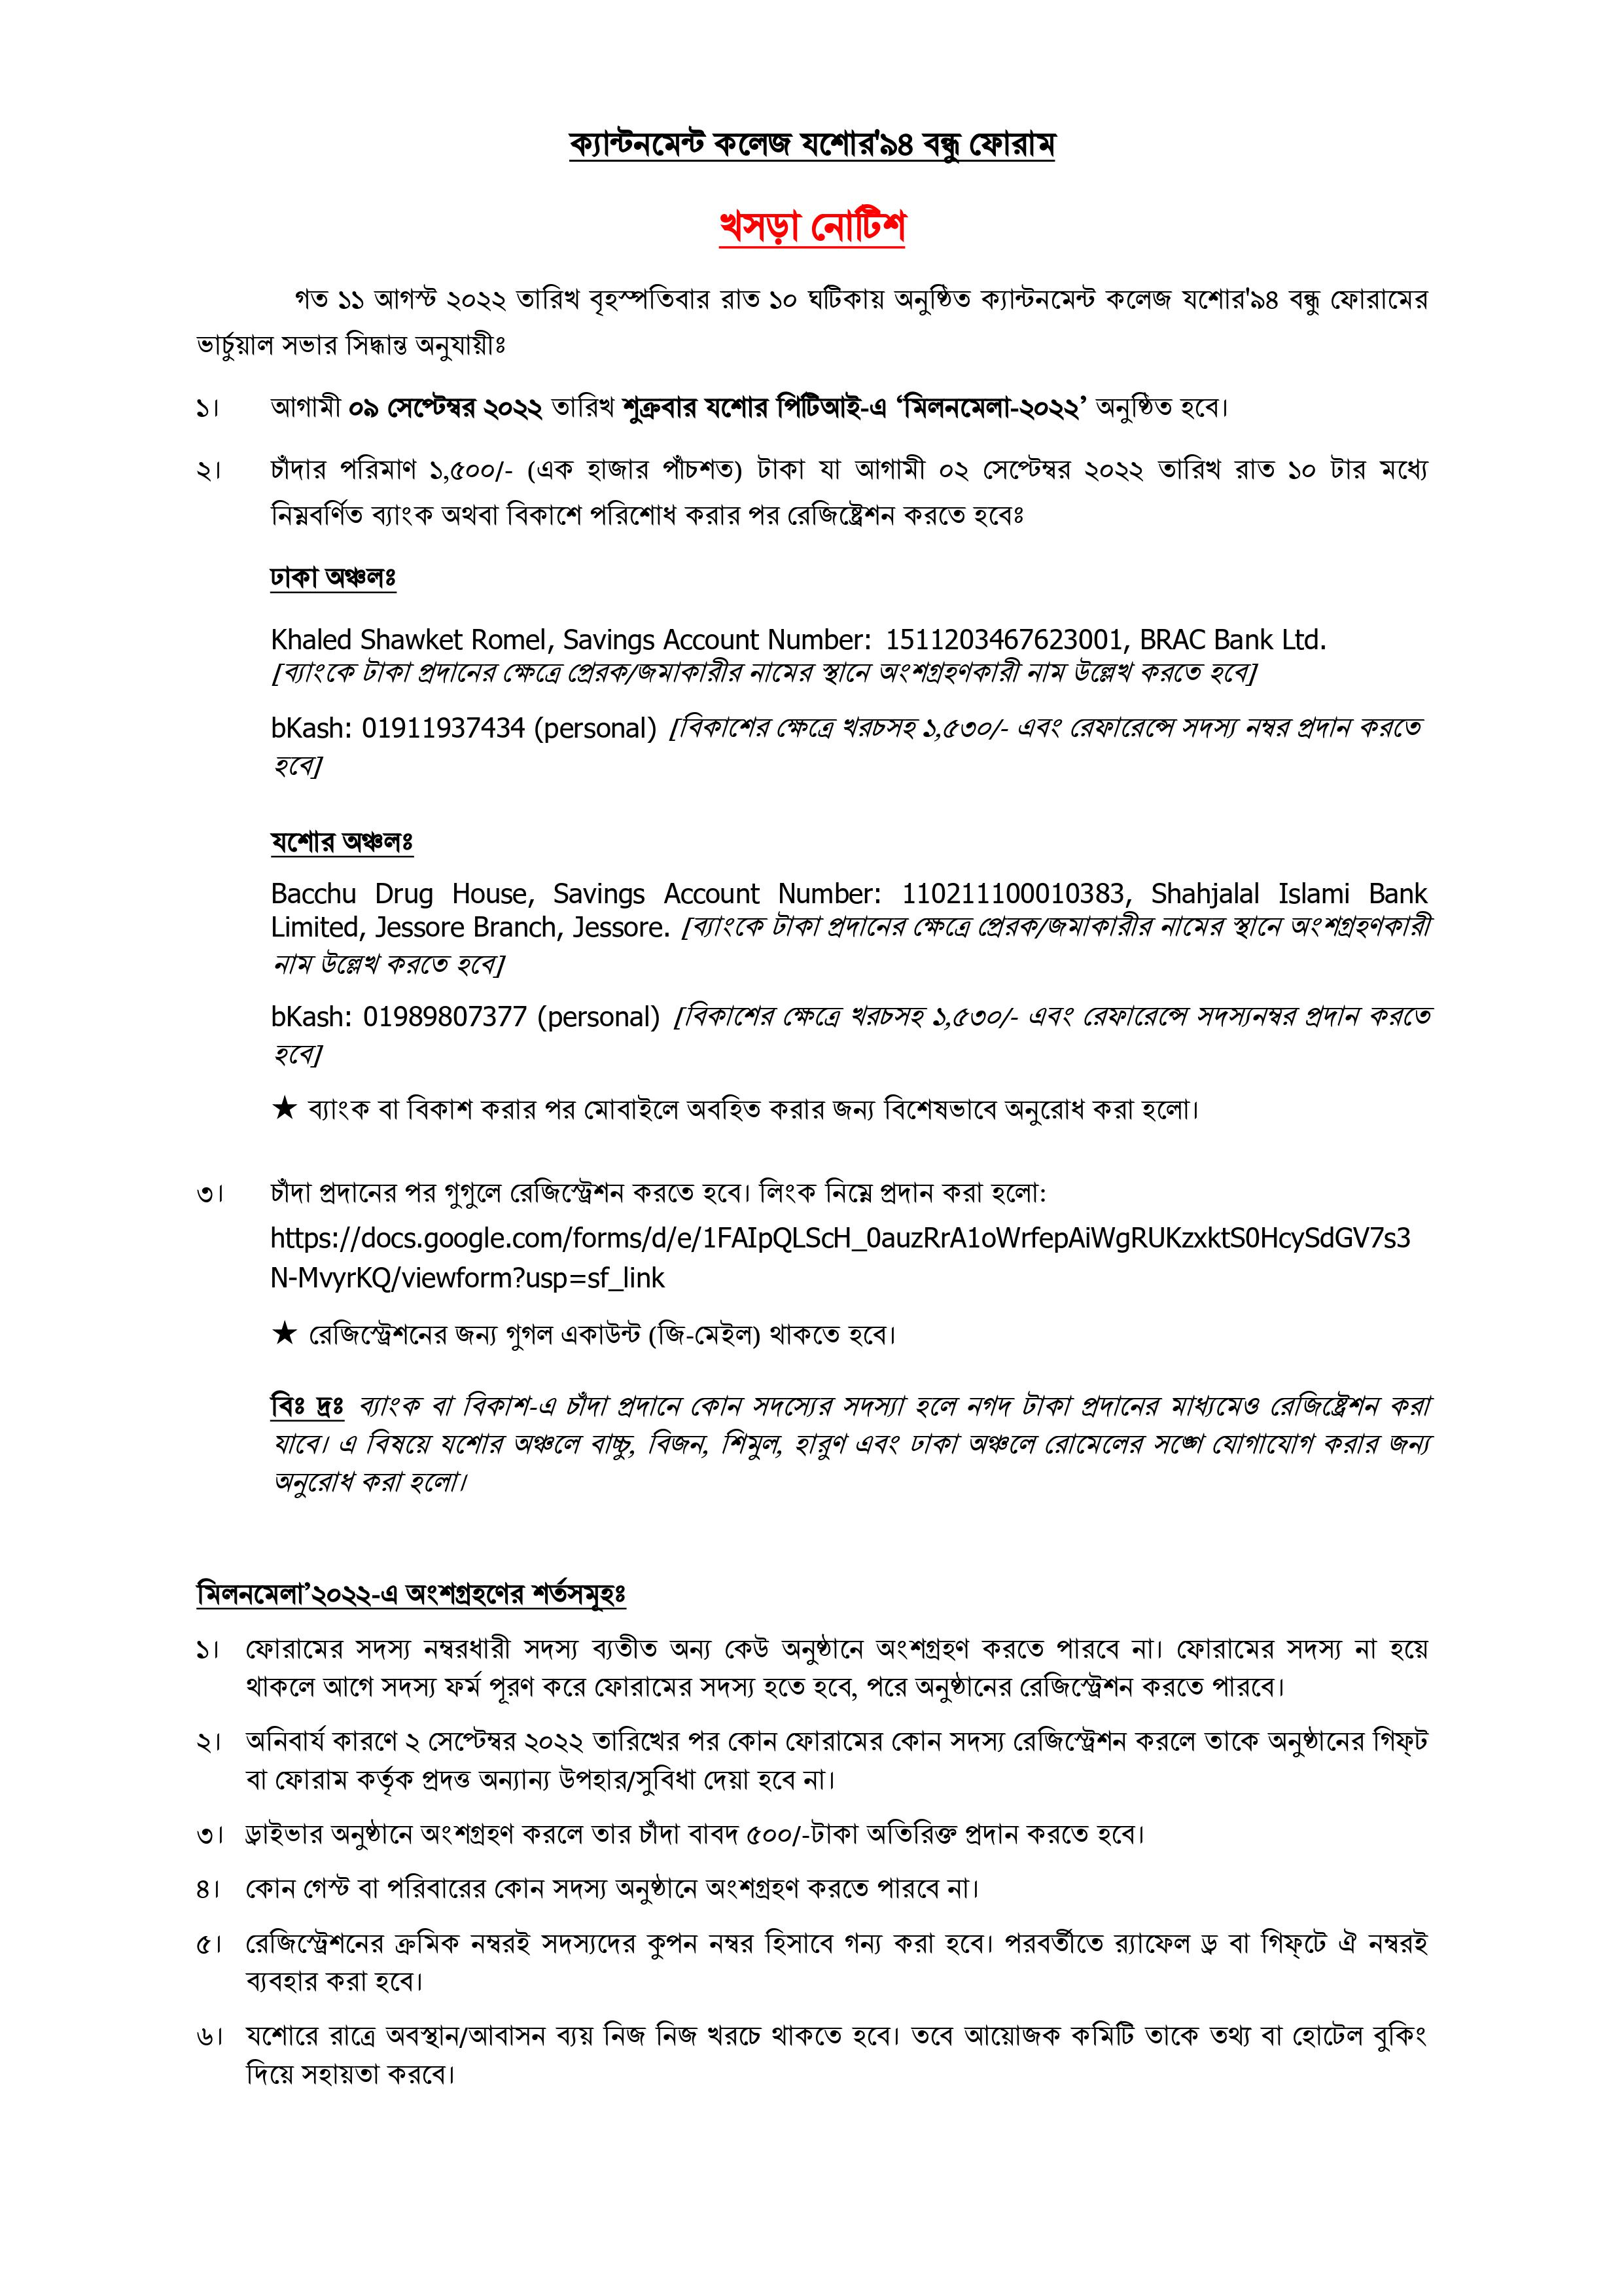 ক্যান্টনমেন্ট কলেজ যশোর'৯৪ বন্ধু ফোরাম
খসড়া নোটিশ
গত ১১ আগস্ট ২০২২ তারিখ বৃহস্পতিবার রাত ১০ ঘটিকায় অনুষ্ঠিত ক্যান্টনমেন্ট কলেজ যশোর'৯৪ বন্ধু ফোরামের
ভার্চুয়াল সভার সিদ্ধান্ত অনুযায়ীঃ
১। আগামী ০৯ সেপ্টেম্বর ২০২২ তারিখ শুক্রবার যশোর পিটিআই-এ ‘মিলনমেলা-২০২২’ অনুষ্ঠিত হবে।
২। চাঁদার পরিমাণ ১,৫০০/- (এক হাজার পাঁচশত) টাকা যা আগামী ০২ সেপ্টেম্বর ২০২২ তারিখ রাত ১০ টার মধ্যে
নিম্নবর্ণিত ব্যাংক অথবা বিকাশে পরিশোধ করার পর রেজিষ্ট্রেশন করতে হবেঃ
ঢাকা অঞ্চলঃ
Khaled Shawket Romel, Savings Account Number: 1511203467623001, BRAC Bank Ltd.
[ব্যাংকে টাকা প্রদানের ক্ষেত্রে প্রেরক/জমাকারীর নামের স্থানে অংশগ্রহণকারী নাম উল্লেখ করতে হবে]
bKash: 01911937434 (personal) [বিকাশের ক্ষেত্রে খরচসহ ১,৫৩০/- এবং রেফারেন্সে সদস্য নম্বর প্রদান করতে
হবে]
যশোর অঞ্চলঃ
Bacchu Drug House, Savings Account Number: 110211100010383, Shahjalal Islami Bank
Limited, Jessore Branch, Jessore. [ব্যাংকে টাকা প্রদানের ক্ষেত্রে প্রেরক/জমাকারীর নামের স্থানে অংশগ্রহণকারী
নাম উল্লেখ করতে হবে]
bKash: 01989807377 (personal) [বিকাশের ক্ষেত্রে খরচসহ ১,৫৩০/- এবং রেফারেন্সে সদস্যনম্বর প্রদান করতে
হবে]
★ ব্যাংক বা বিকাশ করার পর মোবাইলে অবহিত করার জন্য বিশেষভাবে অনুরোধ করা হলো।
৩। চাঁদা প্রদানের পর গুগুলে রেজিস্ট্রেশন করতে হবে। লিংক নিম্নে প্রদান করা হলো:
https://docs.google.com/forms/d/e/1FAIpQLScH_0auzRrA1oWrfepAiWgRUKzxktS0HcySdGV7s3
N-MvyrKQ/viewform?usp=sf_link
★ রেজিস্ট্রেশনের জন্য গুগল একাউন্ট (জি-মেইল) থাকতে হবে।
বিঃ দ্রঃ ব্যাংক বা বিকাশ-এ চাঁদা প্রদানে কোন সদস্যের সদস্যা হলে নগদ টাকা প্রদানের মাধ্যমেও রেজিষ্ট্রেশন করা
যাবে। এ বিষয়ে যশোর অঞ্চলে বাচ্চু, বিজন, শিমুল, হারুণ এবং ঢাকা অঞ্চলে রোমেলের সঙ্গে যোগাযোগ করার জন্য
অনুরোধ করা হলো।
মিলনমেলা’২০২২-এ অংশগ্রহণের শর্তসমূহঃ
১। ফোরামের সদস্য নম্বরধারী সদস্য ব্যতীত অন্য কেউ অনুষ্ঠানে অংশগ্রহণ করতে পারবে না। ফোরামের সদস্য না হয়ে
থাকলে আগে সদস্য ফর্ম পূরণ করে ফোরামের সদস্য হতে হবে, পরে অনুষ্ঠানের রেজিস্ট্রেশন করতে পারবে।
২। অনিবার্য কারণে ২ সেপ্টেম্বর ২০২২ তারিখের পর কোন ফোরামের কোন সদস্য রেজিস্ট্রেশন করলে তাকে অনুষ্ঠানের গিফ্‌ট
বা ফোরাম কর্তৃক প্রদত্ত অন্যান্য উপহার/সুবিধা দেয়া হবে না।
৩। ড্রাইভার অনুষ্ঠানে অংশগ্রহণ করলে তার চাঁদা বাবদ ৫০০/-টাকা অতিরিক্ত প্রদান করতে হবে।
৪। কোন গেস্ট বা পরিবারের কোন সদস্য অনুষ্ঠানে অংশগ্রহণ করতে পারবে না।
৫। রেজিস্ট্রেশনের ক্রমিক নম্বরই সদস্যদের কুপন নম্বর হিসাবে গন্য করা হবে। পরবর্তীতে র‍্যাফেল ড্র বা গিফ্‌টে ঐ নম্বরই
ব্যবহার করা হবে।
৬। যশোরে রাত্রে অবস্থান/আবাসন ব্যয় নিজ নিজ খরচে থাকতে হবে। তবে আয়োজক কমিটি তাকে তথ্য বা হোটেল বুকিং
দিয়ে সহায়তা করবে।